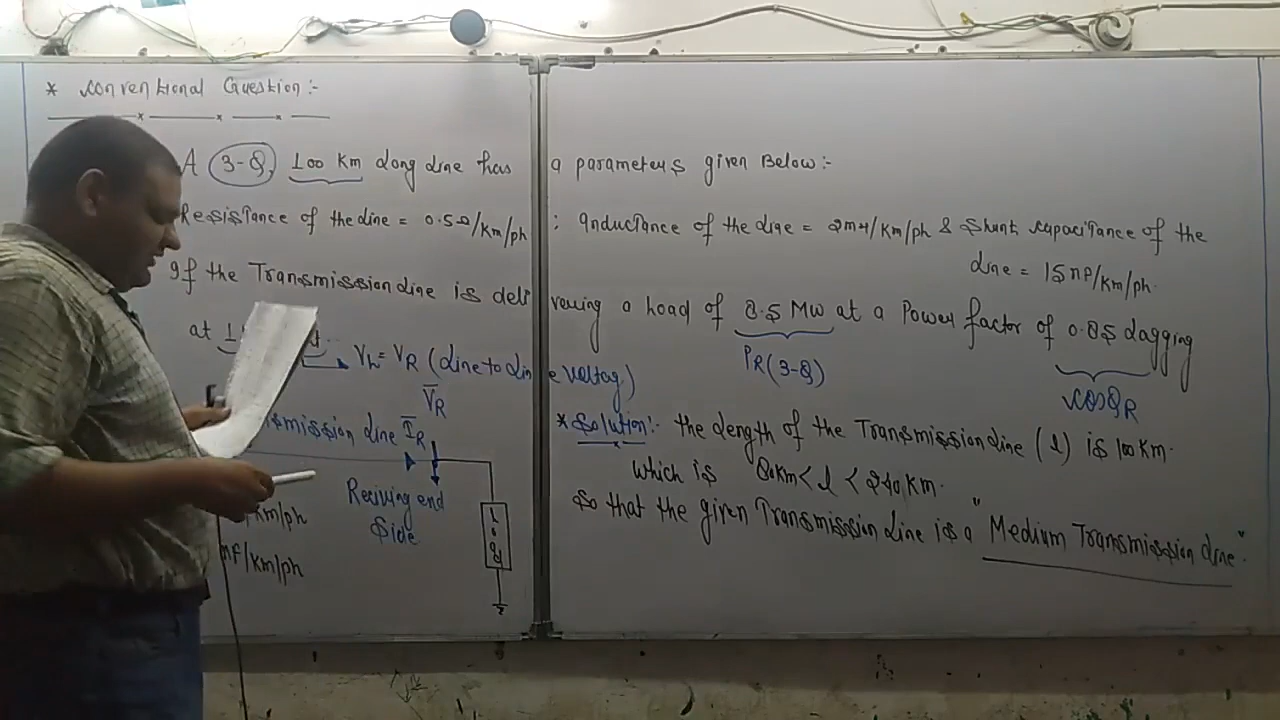 * Conventional Question:-
A 3-Φ, 100 Km Long Line has a parameters given Below:-
Resistance of the Line = 0.5Ω/Km/ph ; Inductance of the Line = 2mH/Km/ph & Shunt capacitance of the
Line = 15nF/Km/ph.
If the Transmission Line is delivering a Load of 8.5 MW at a Power factor of 0.85 Lagging
at
VL = VR (Line to Line Voltag)
PR(3-Φ)
cosΦR
V̄R
smission Line ĪR
* Solution:- the Length of the Transmission Line (l) is 100 Km.
which is 80Km < l < 240 Km.
So that the given Transmission Line is a "Medium Transmission Line".
Reciving end
Side
Load
/Km/ph
nF/Km/ph